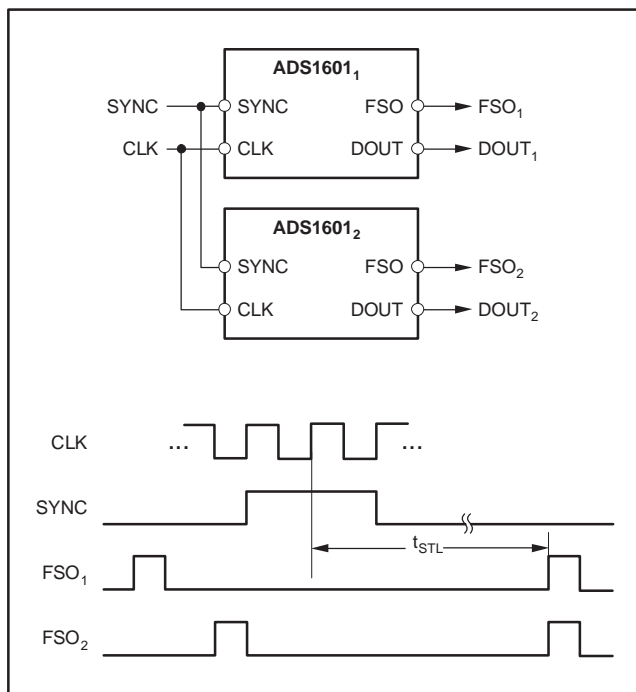 ADS1601₁
SYNC SYNC FSO FSO₁
CLK CLK DOUT DOUT₁
ADS1601₂
SYNC FSO FSO₂
CLK DOUT DOUT₂
CLK ... ...
SYNC
tSTL
FSO₁
FSO₂